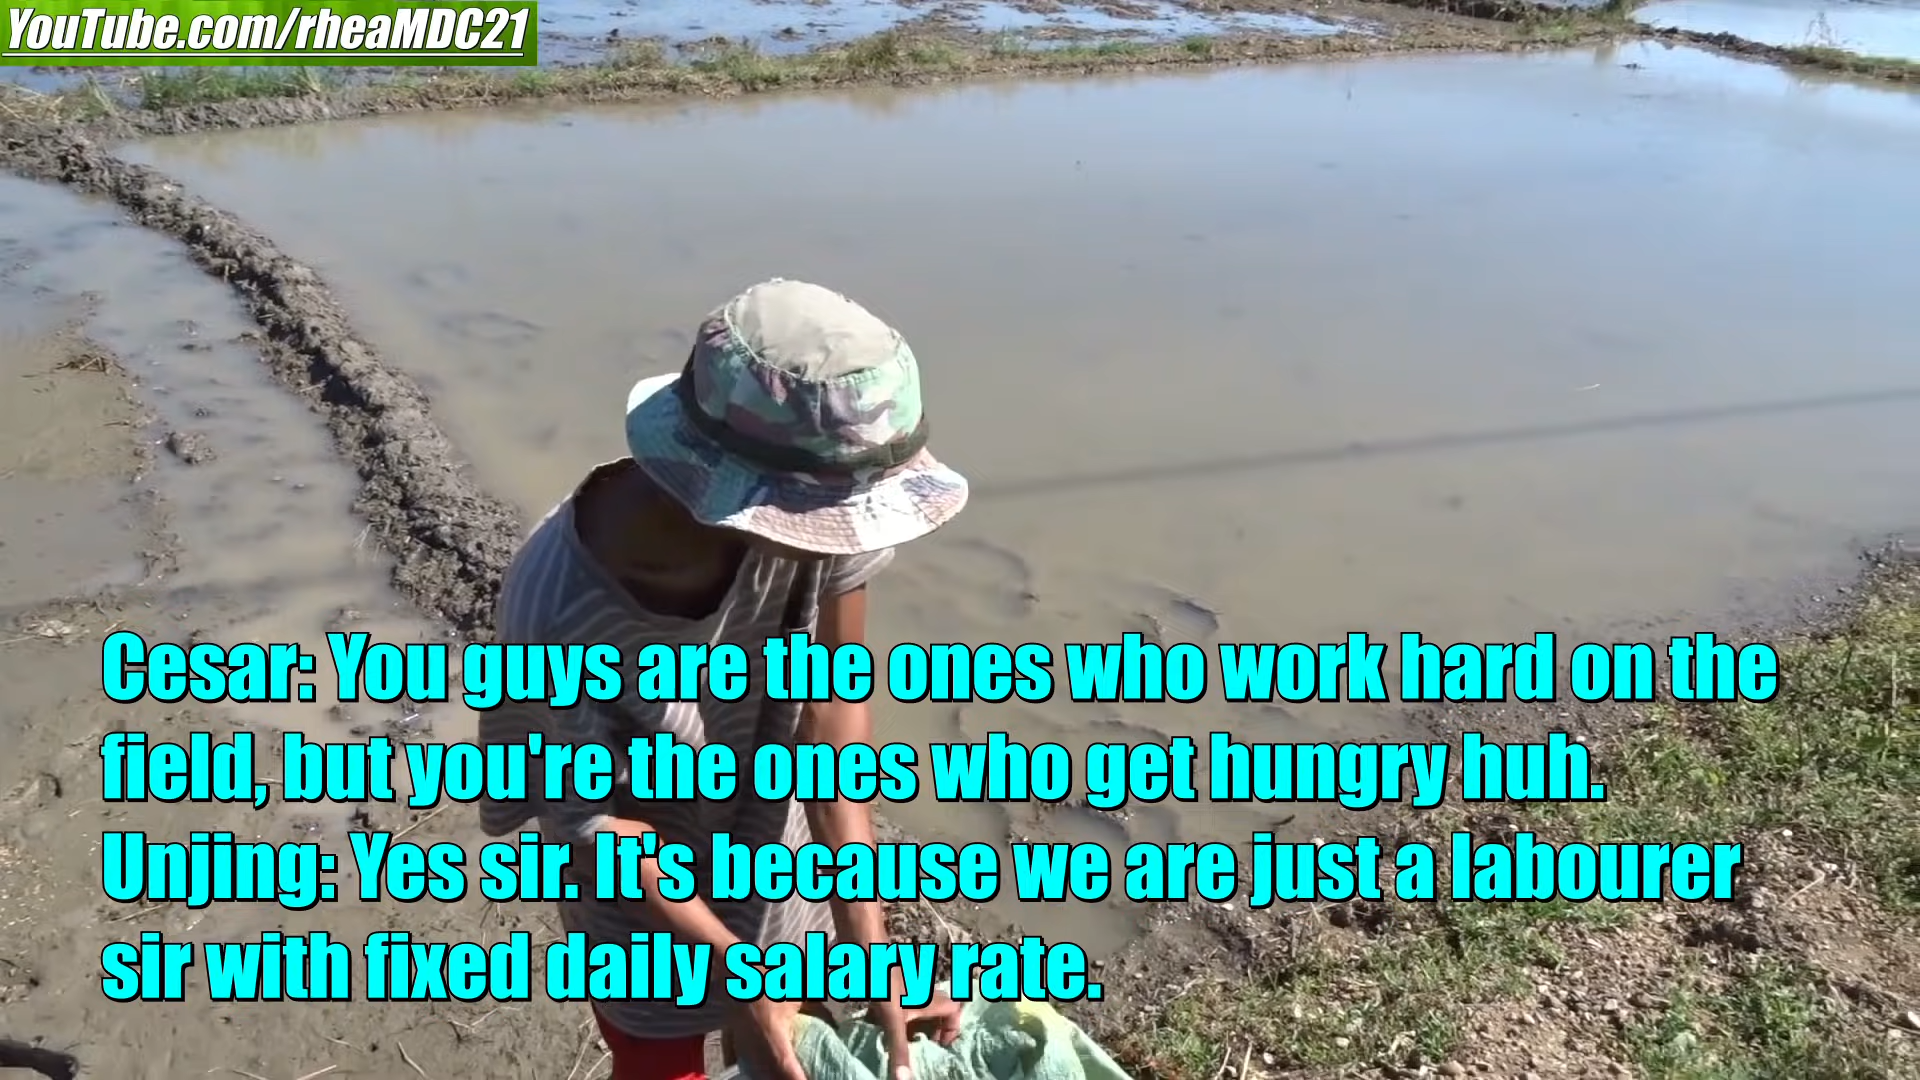 YouTube.com/rheaMDC21
Cesar: You guys are the ones who work hard on the
field, but you're the ones who get hungry huh.
Unjing: Yes sir. It's because we are just a labourer
sir with fixed daily salary rate.